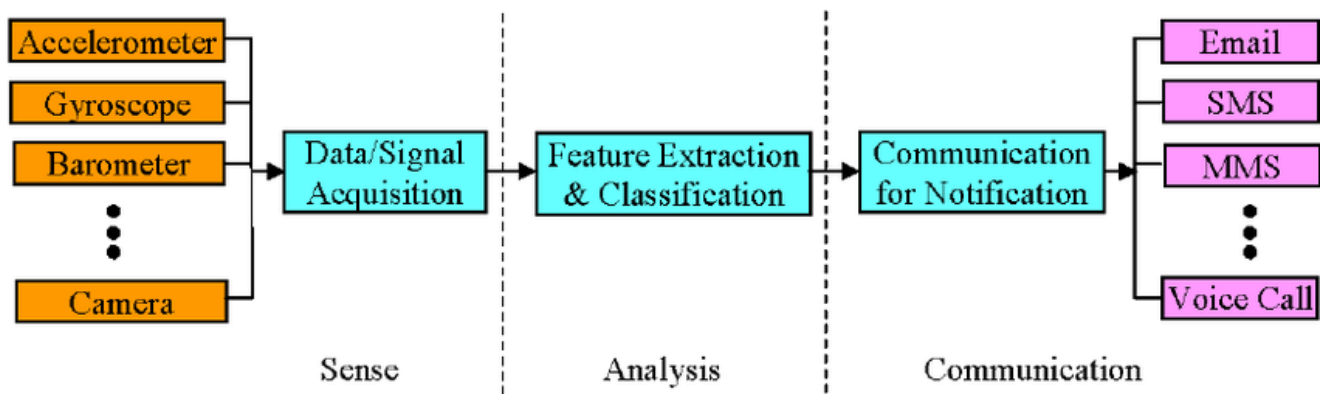 Accelerometer
Gyroscope
Barometer
Camera
Data/Signal
Acquisition
Feature Extraction
& Classification
Communication
for Notification
Email
SMS
MMS
Voice Call
Sense
Analysis
Communication